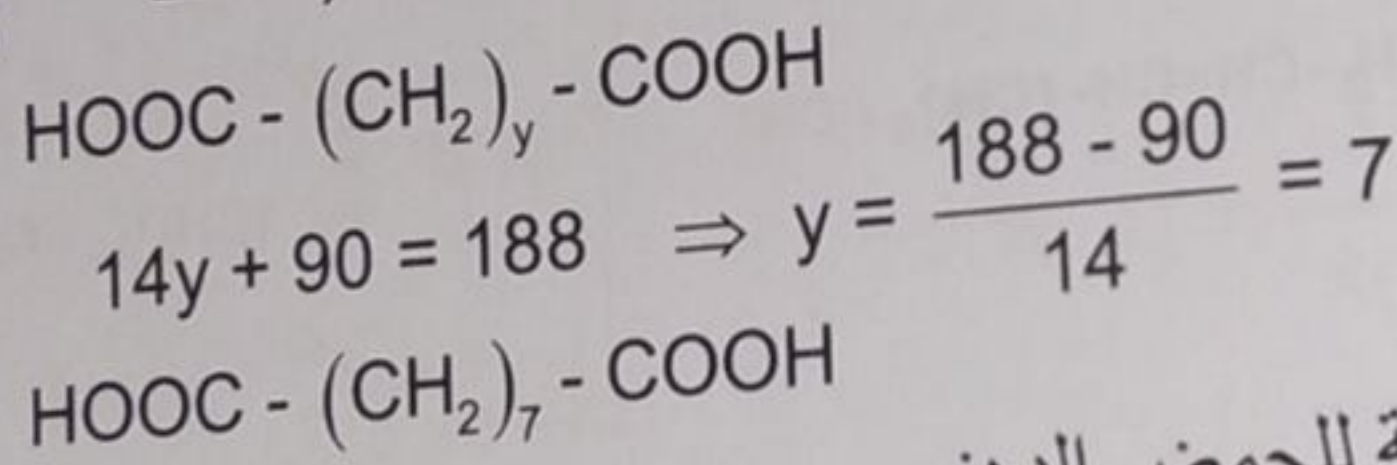 HOOC - (CH₂)ᵧ - COOH
14y + 90 = 188 ⇒ y = (188 - 90)/14 = 7
HOOC - (CH₂)₇ - COOH